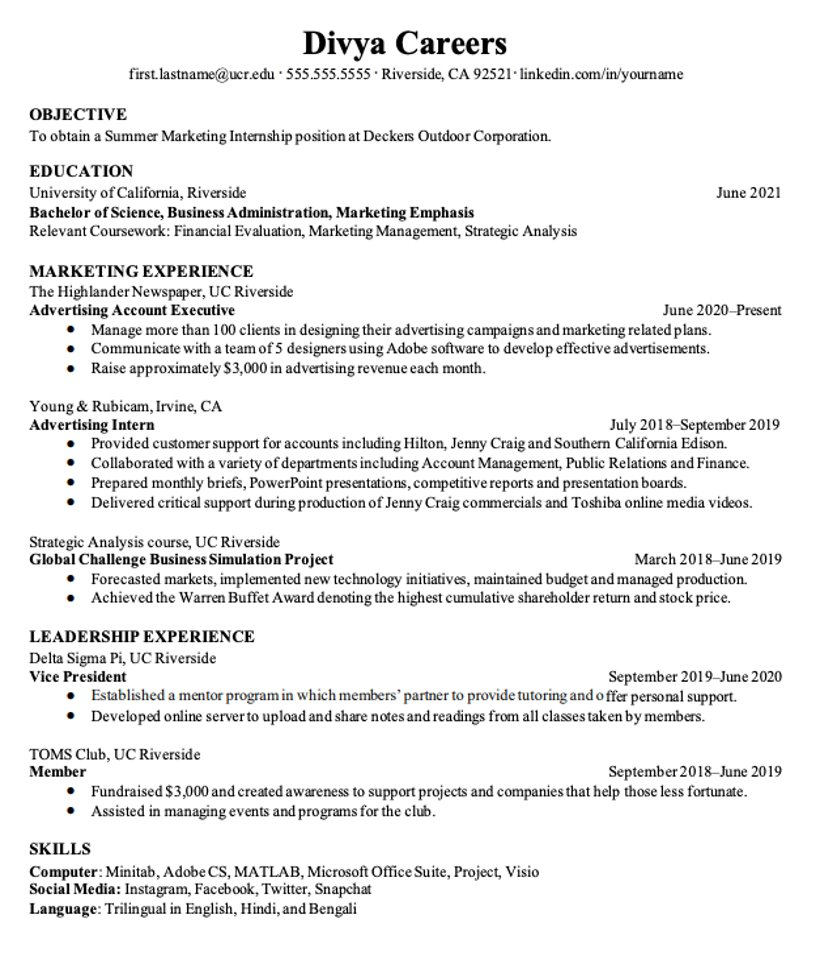 Divya Careers
first.lastname@ucr.edu · 555.555.5555 · Riverside, CA 92521· linkedin.com/in/yourname
OBJECTIVE
To obtain a Summer Marketing Internship position at Deckers Outdoor Corporation.
EDUCATION
University of California, Riverside June 2021
Bachelor of Science, Business Administration, Marketing Emphasis
Relevant Coursework: Financial Evaluation, Marketing Management, Strategic Analysis
MARKETING EXPERIENCE
The Highlander Newspaper, UC Riverside
Advertising Account Executive June 2020–Present
● Manage more than 100 clients in designing their advertising campaigns and marketing related plans.
● Communicate with a team of 5 designers using Adobe software to develop effective advertisements.
● Raise approximately $3,000 in advertising revenue each month.
Young & Rubicam, Irvine, CA
Advertising Intern July 2018–September 2019
● Provided customer support for accounts including Hilton, Jenny Craig and Southern California Edison.
● Collaborated with a variety of departments including Account Management, Public Relations and Finance.
● Prepared monthly briefs, PowerPoint presentations, competitive reports and presentation boards.
● Delivered critical support during production of Jenny Craig commercials and Toshiba online media videos.
Strategic Analysis course, UC Riverside
Global Challenge Business Simulation Project March 2018–June 2019
● Forecasted markets, implemented new technology initiatives, maintained budget and managed production.
● Achieved the Warren Buffet Award denoting the highest cumulative shareholder return and stock price.
LEADERSHIP EXPERIENCE
Delta Sigma Pi, UC Riverside
Vice President September 2019–June 2020
● Established a mentor program in which members' partner to provide tutoring and offer personal support.
● Developed online server to upload and share notes and readings from all classes taken by members.
TOMS Club, UC Riverside
Member September 2018–June 2019
● Fundraised $3,000 and created awareness to support projects and companies that help those less fortunate.
● Assisted in managing events and programs for the club.
SKILLS
Computer: Minitab, Adobe CS, MATLAB, Microsoft Office Suite, Project, Visio
Social Media: Instagram, Facebook, Twitter, Snapchat
Language: Trilingual in English, Hindi, and Bengali